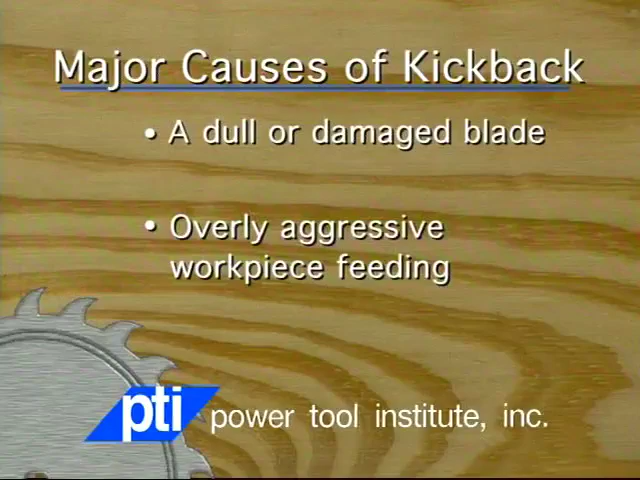 Major Causes of Kickback
• A dull or damaged blade
• Overly aggressive
workpiece feeding
pti power tool institute, inc.